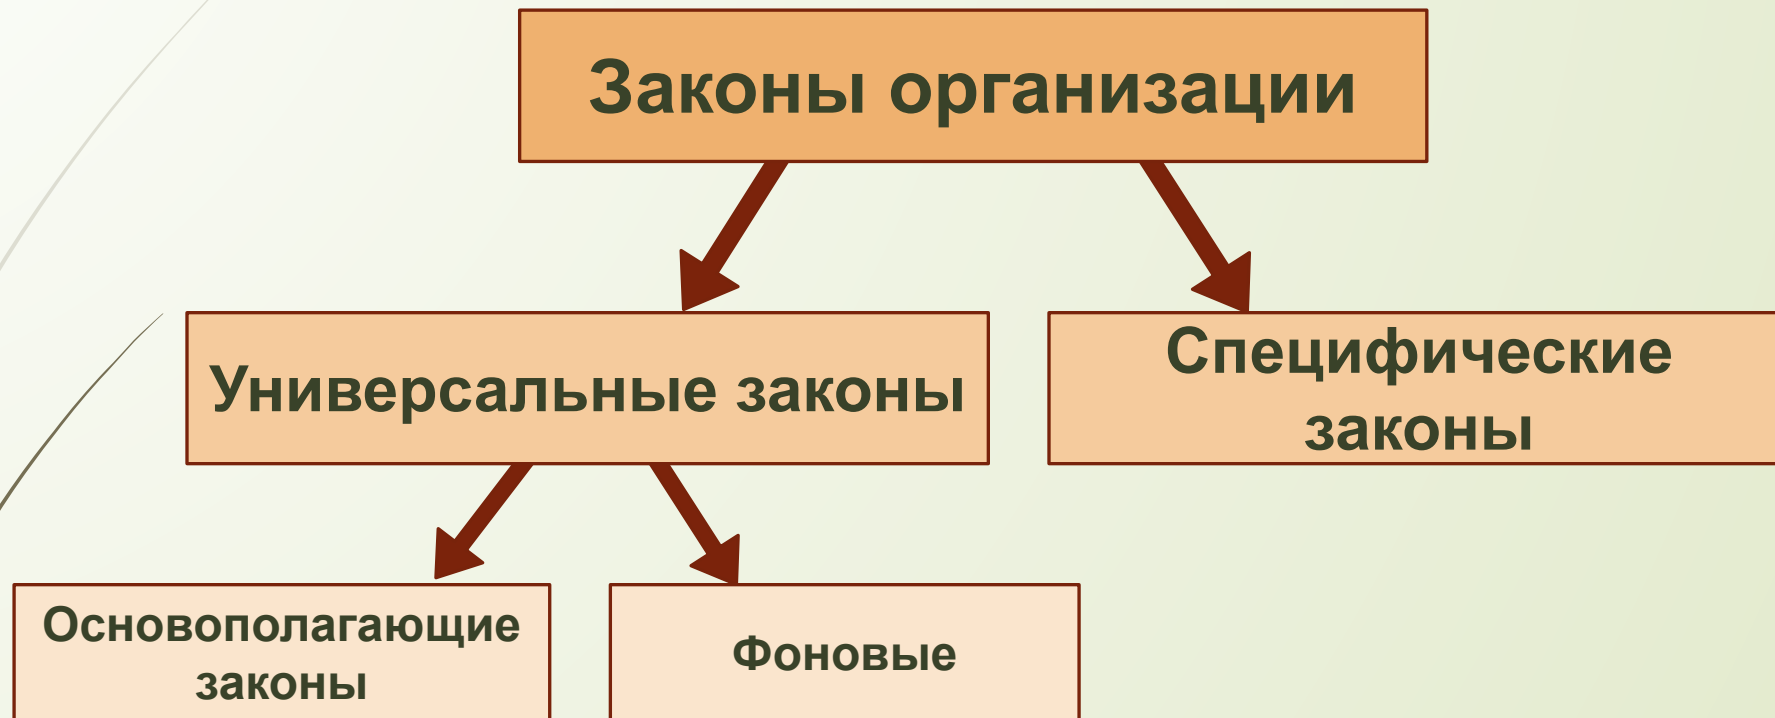 Законы организации
Универсальные законы
Специфические
законы
Основополагающие
законы
Фоновые